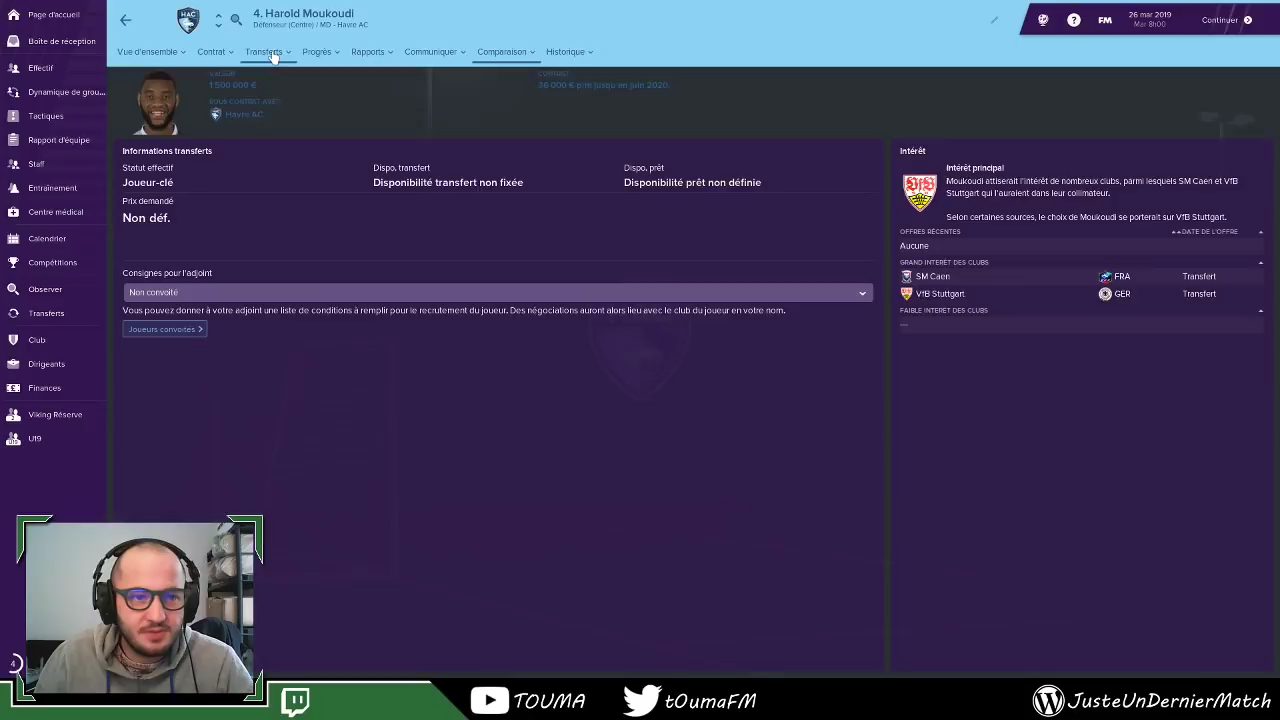 Page d'accueil
Boîte de réception
Effectif
Dynamique de grou...
Tactiques
Rapport d'équipe
Staff
Entraînement
Centre médical
Calendrier
Compétitions
Observer
Transferts
Club
Dirigeants
Finances
Viking Réserve
U19
HAC
4. Harold Moukoudi
Défenseur (Centre) / MD - Havre AC
FM
26 mar 2019
Mar 8h00
Continuer
Vue d'ensemble
Contrat
Transferts
Progrès
Rapports
Communiquer
Comparaison
Historique
1 500 000 €
SOUS CONTRAT AVEC
Havre AC
36 000 € p/m jusqu'en juin 2020.
Informations transferts
Statut effectif
Dispo. transfert
Dispo. prêt
Joueur-clé
Disponibilité transfert non fixée
Disponibilité prêt non définie
Prix demandé
Non déf.
Consignes pour l'adjoint
Non convoité
Vous pouvez donner à votre adjoint une liste de conditions à remplir pour le recrutement du joueur. Des négociations auront alors lieu avec le club du joueur en votre nom.
Joueurs convoités
Intérêt
Intérêt principal
Moukoudi attiserait l'intérêt de nombreux clubs, parmi lesquels SM Caen et VfB
Stuttgart qui l'auraient dans leur collimateur.
Selon certaines sources, le choix de Moukoudi se porterait sur VfB Stuttgart.
OFFRES RÉCENTES
DATE DE L'OFFRE
Aucune
GRAND INTÉRÊT DES CLUBS
SM Caen FRA Transfert
VfB Stuttgart GER Transfert
FAIBLE INTÉRÊT DES CLUBS
---
TOUMA
tOumaFM
JusteUnDernierMatch